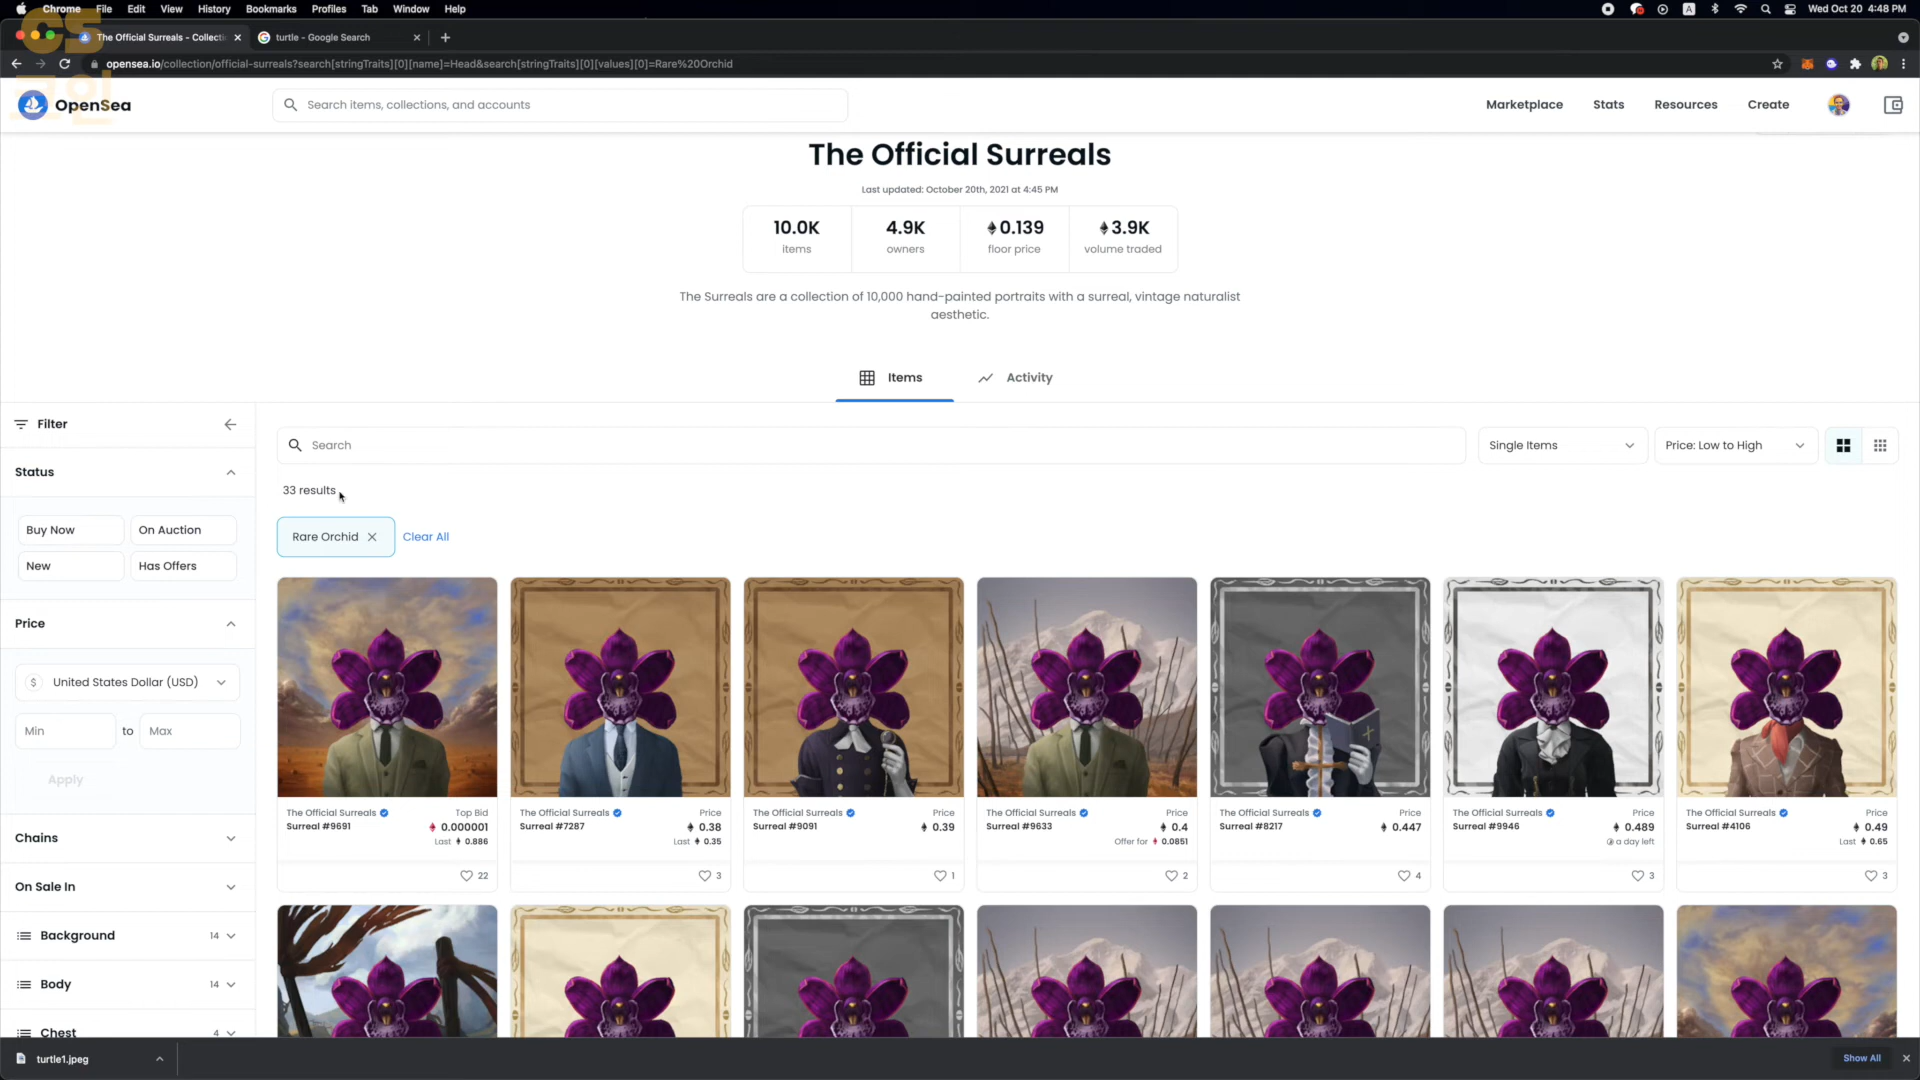 Chrome File Edit View History Bookmarks Profiles Tab Window Help
A
Wed Oct 20 4:48 PM
CS
코인
The Official Surreals - Collecti
turtle - Google Search
opensea.io/collection/official-surreals?search[stringTraits][0][name]=Head&search[stringTraits][0][values][0]=Rare%20Orchid
OpenSea
Search items, collections, and accounts
Marketplace Stats Resources Create
The Official Surreals
Last updated: October 20th, 2021 at 4:45 PM
10.0K 4.9K 0.139 3.9K
items owners floor price volume traded
The Surreals are a collection of 10,000 hand-painted portraits with a surreal, vintage naturalist
aesthetic.
Items Activity
Filter
Search
Single Items
Price: Low to High
Status
33 results
Buy Now On Auction
Rare Orchid
Clear All
New Has Offers
Price
$ United States Dollar (USD)
Min to Max
Apply
Chains
On Sale In
Background 14
Body 14
Chest 4
The Official Surreals Top Bid
Surreal #9691 0.000001
Last 0.886
22
The Official Surreals Price
Surreal #7287 0.38
Last 0.35
3
The Official Surreals Price
Surreal #9091 0.39
1
The Official Surreals Price
Surreal #9633 0.4
Offer for 0.0851
2
The Official Surreals Price
Surreal #8217 0.447
4
The Official Surreals Price
Surreal #9946 0.489
a day left
3
The Official Surreals Price
Surreal #4106 0.49
Last 0.65
3
turtle1.jpeg
Show All